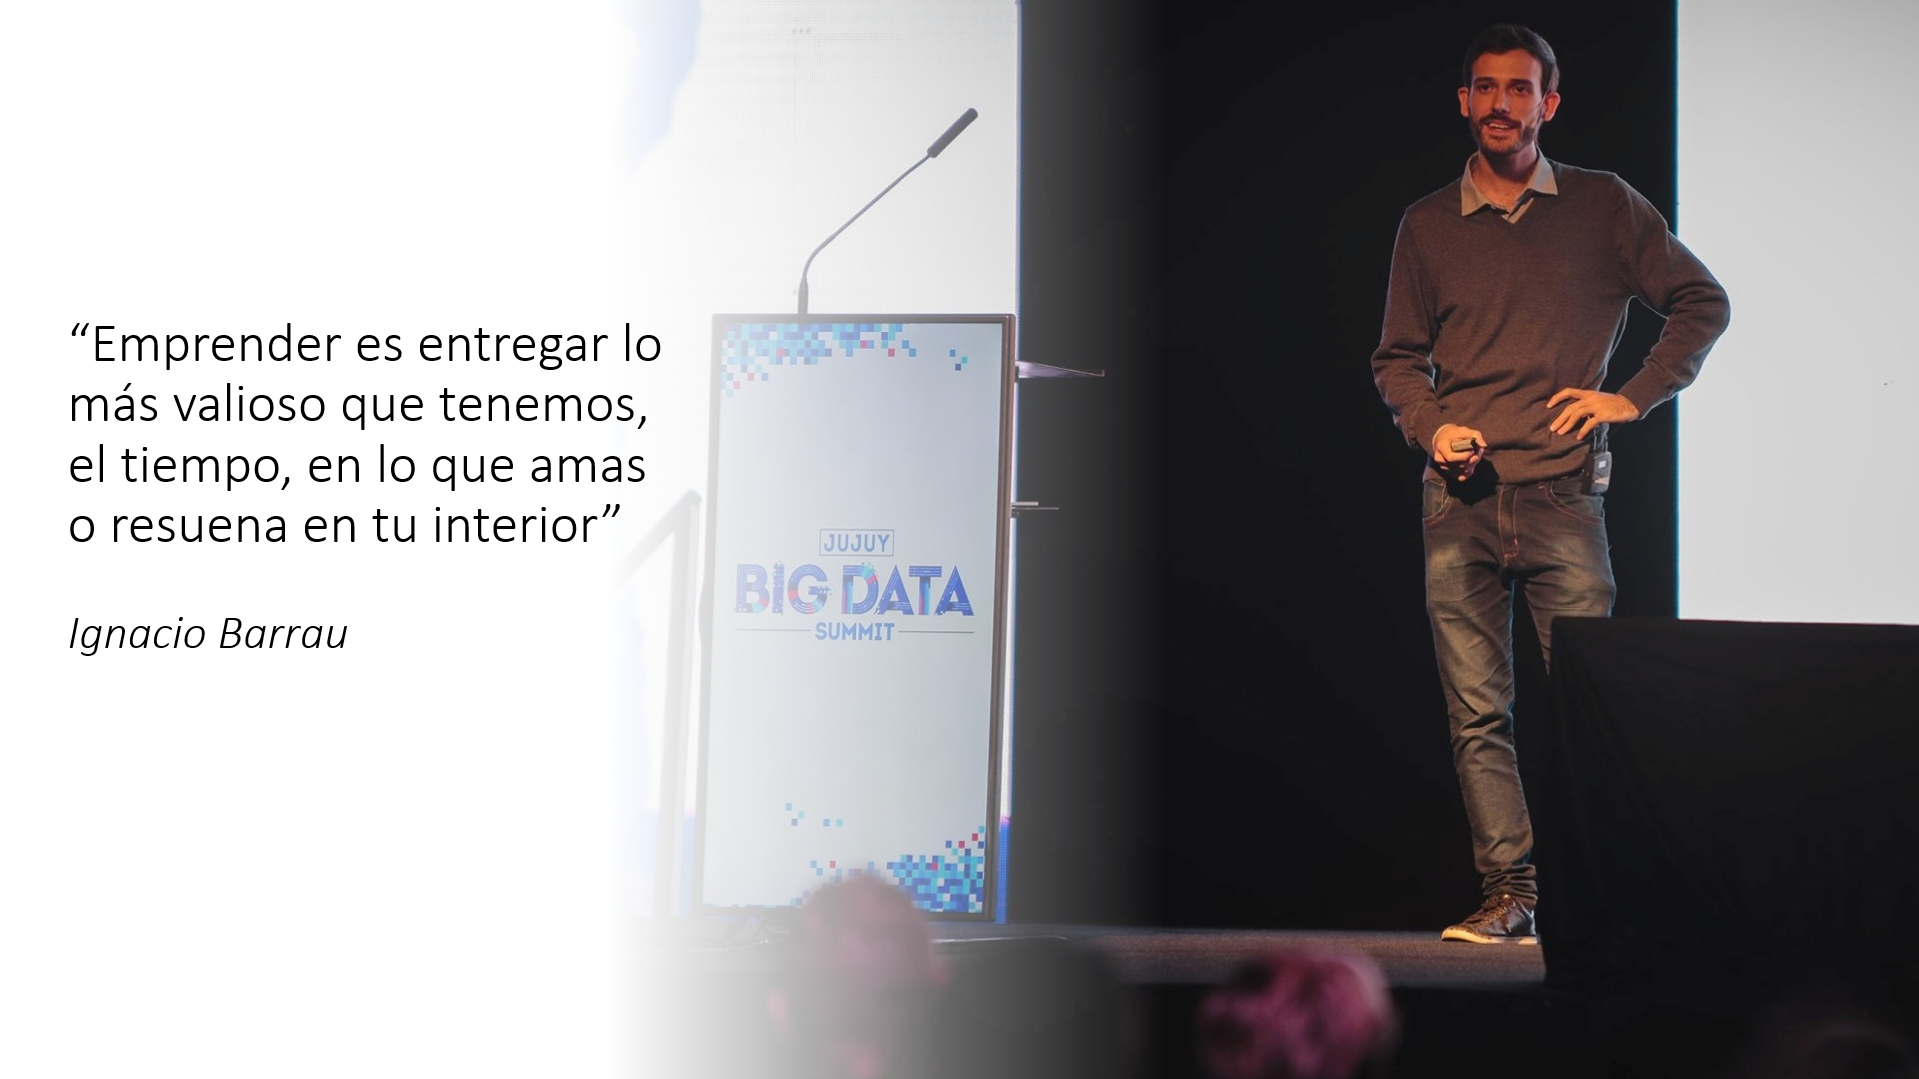 “Emprender es entregar lo
más valioso que tenemos,
el tiempo, en lo que amas
o resuena en tu interior”
Ignacio Barrau
JUJUY
BIG DATA
SUMMIT